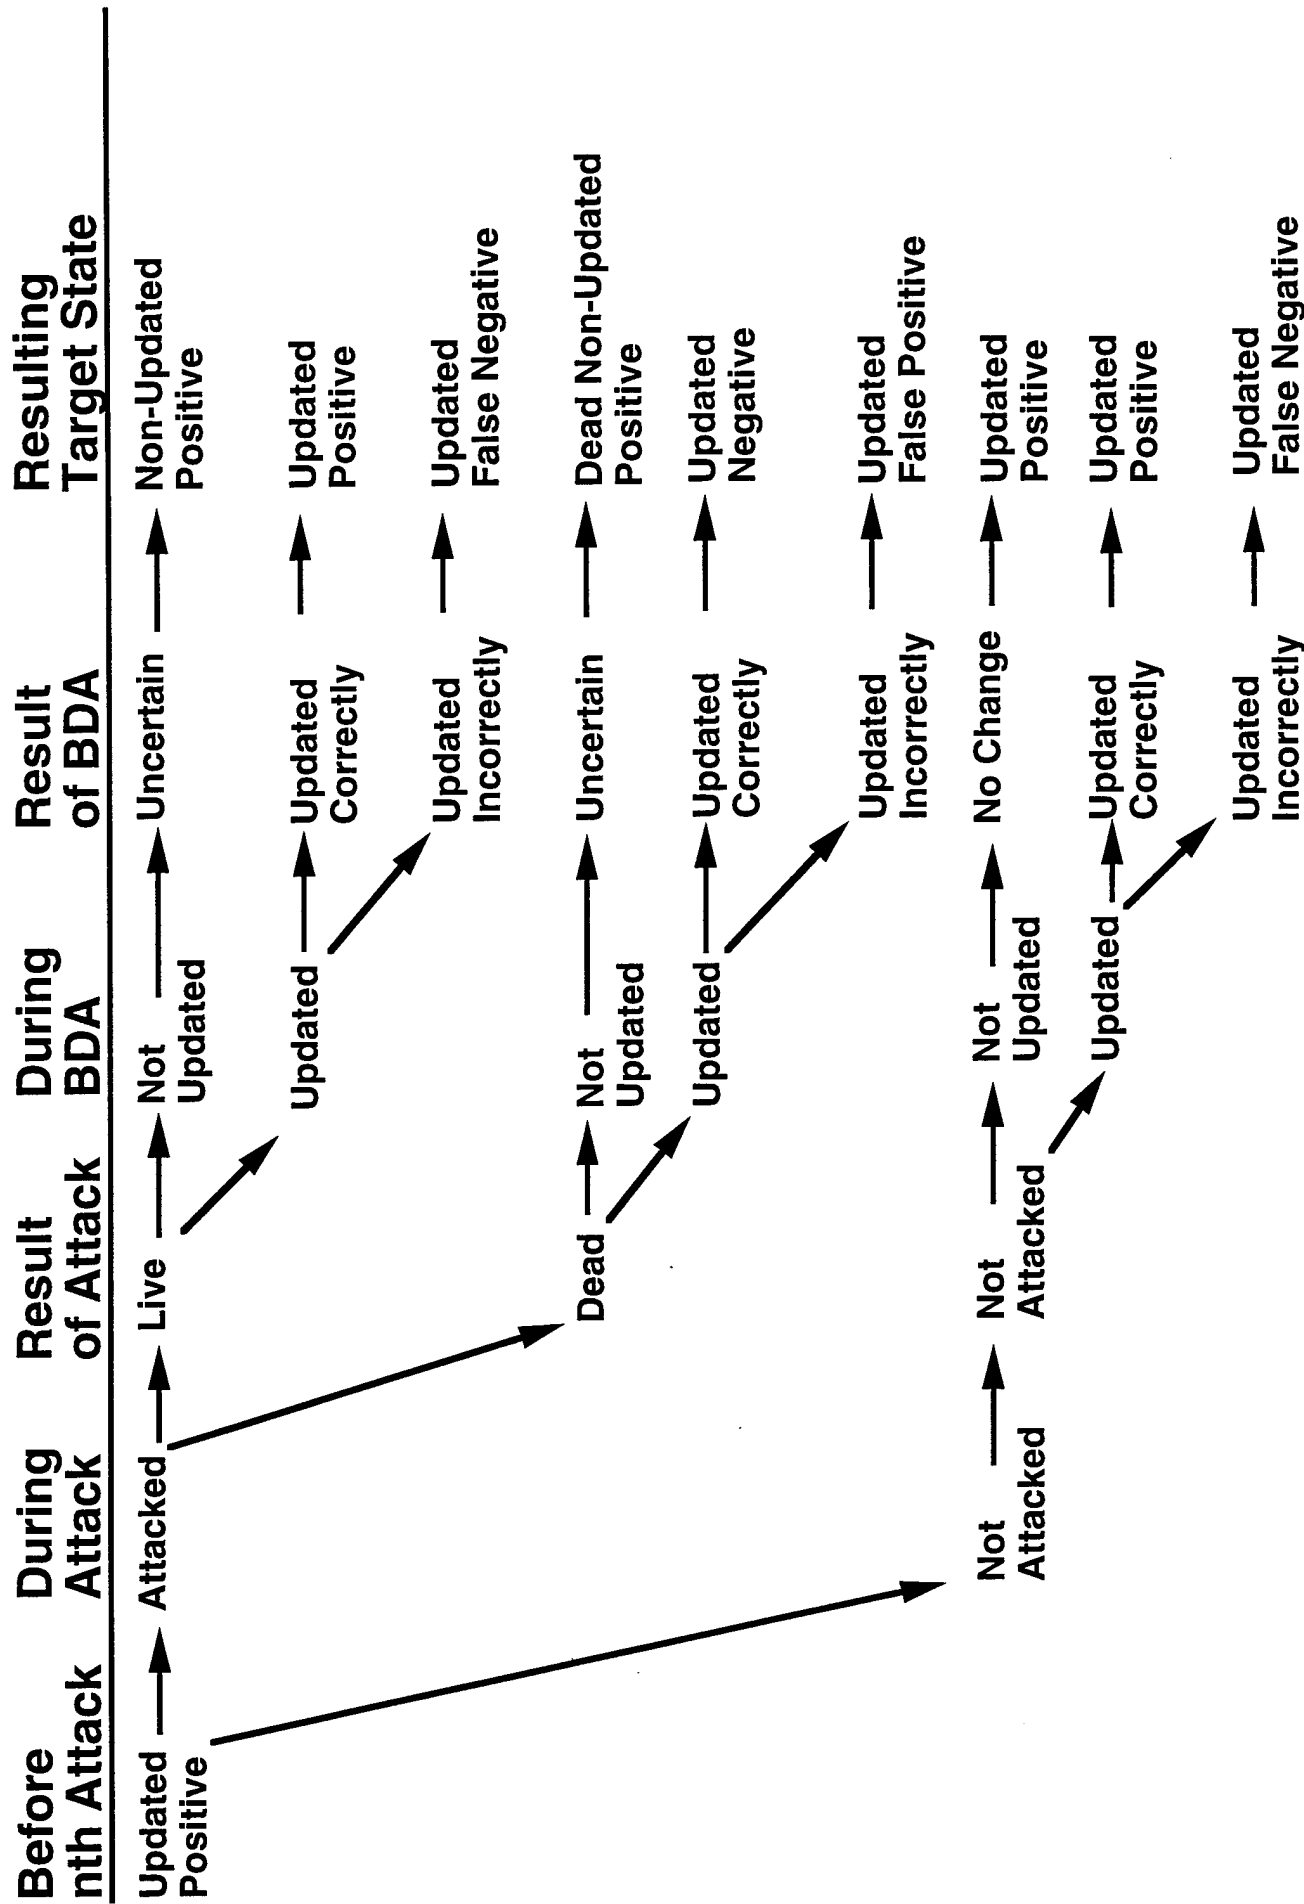 Before
nth Attack
During
Attack
Result
of Attack
During
BDA
Result
of BDA
Resulting
Target State
Updated
Positive
Attacked
Live
Not
Updated
Uncertain
Non-Updated
Positive
Updated
Updated
Correctly
Updated
Positive
Updated
Incorrectly
Updated
False Negative
Dead
Not
Updated
Uncertain
Dead Non-Updated
Positive
Updated
Updated
Correctly
Updated
Negative
Updated
Incorrectly
Updated
False Positive
Not
Attacked
Not
Attacked
Not
Updated
No Change
Updated
Positive
Updated
Updated
Correctly
Updated
Positive
Updated
Incorrectly
Updated
False Negative